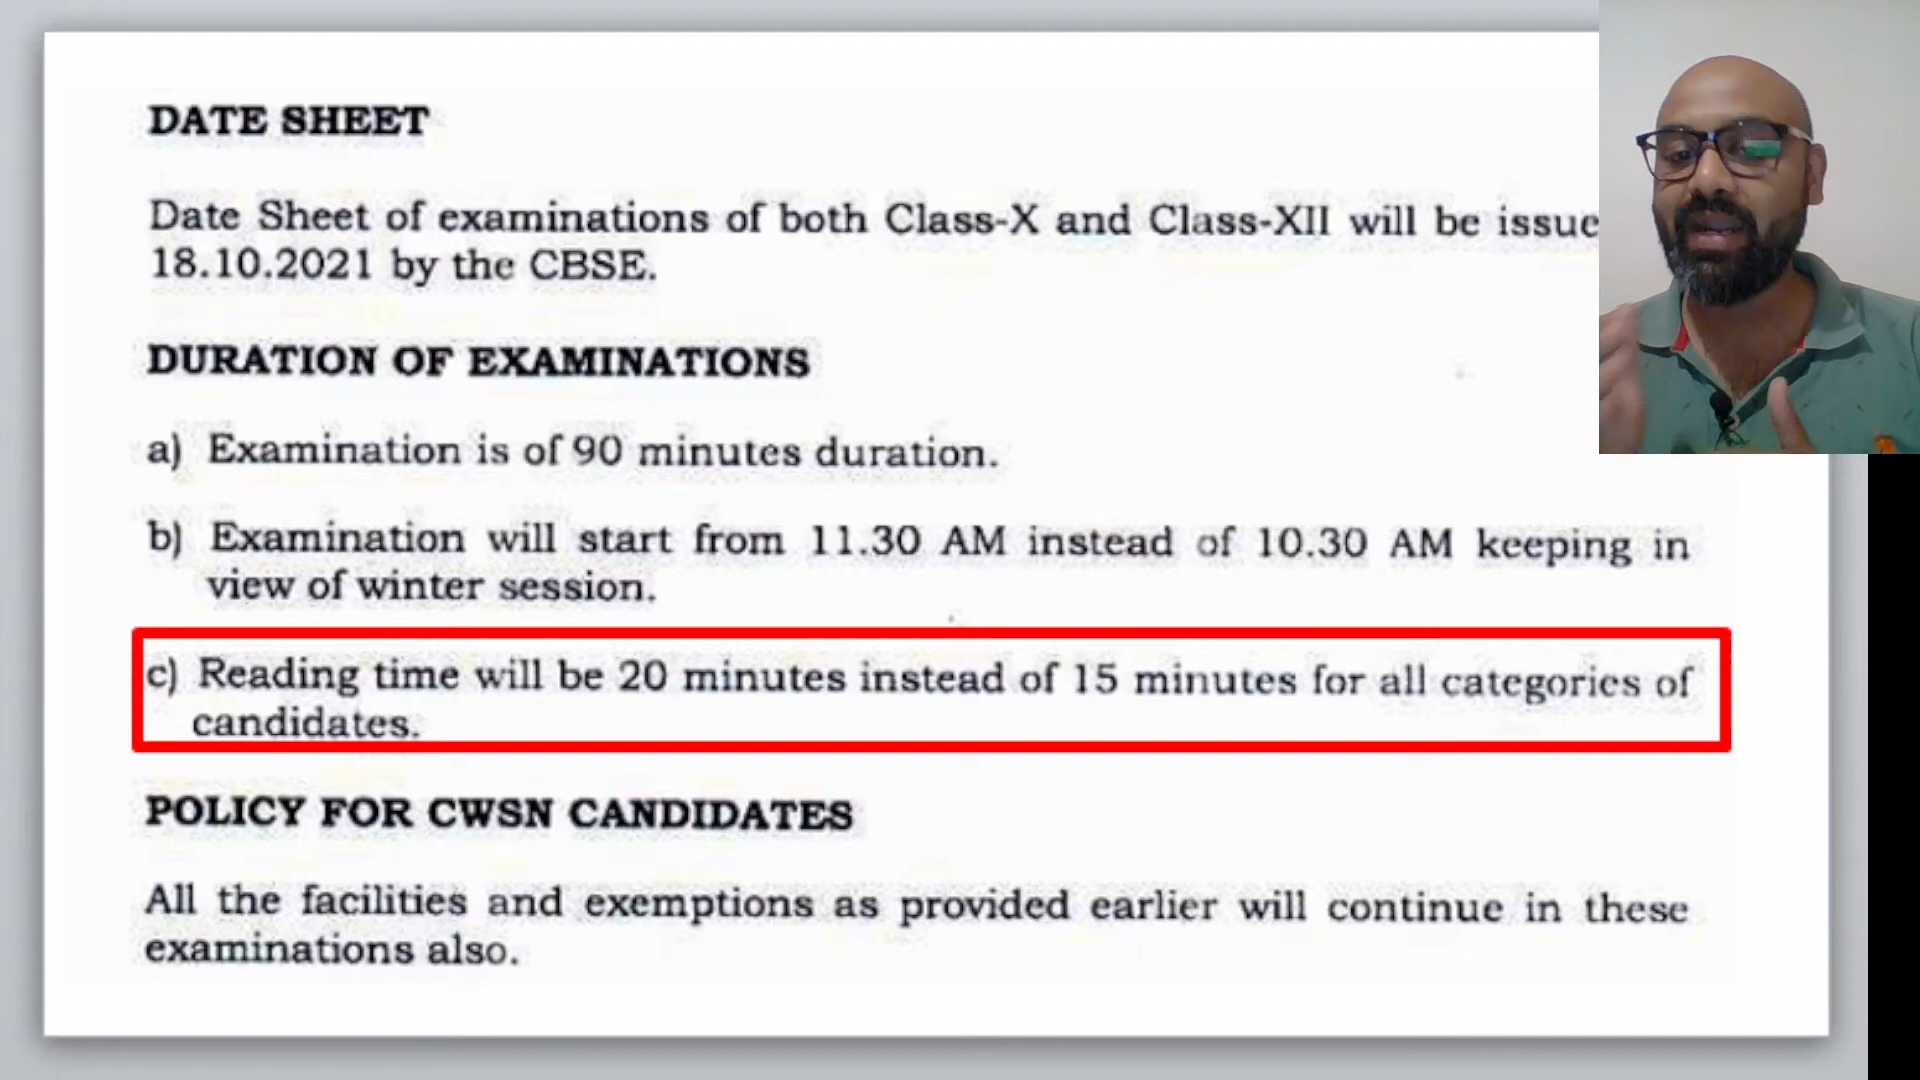 DATE SHEET
Date Sheet of examinations of both Class-X and Class-XII will be issue
18.10.2021 by the CBSE.
DURATION OF EXAMINATIONS
a) Examination is of 90 minutes duration.
b) Examination will start from 11.30 AM instead of 10.30 AM keeping in
view of winter session.
c) Reading time will be 20 minutes instead of 15 minutes for all categories of
candidates.
POLICY FOR CWSN CANDIDATES
All the facilities and exemptions as provided earlier will continue in these
examinations also.